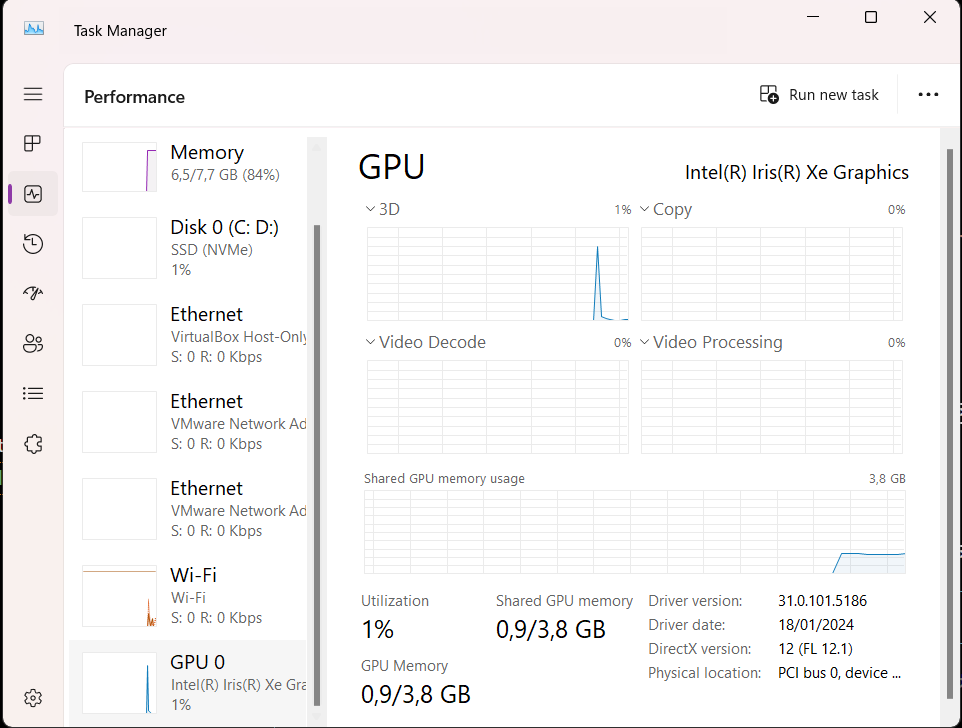 Task Manager
Performance
Run new task
Memory
6,5/7,7 GB (84%)
Disk 0 (C: D:)
SSD (NVMe)
1%
Ethernet
VirtualBox Host-Only
S: 0 R: 0 Kbps
Ethernet
VMware Network Ad
S: 0 R: 0 Kbps
Ethernet
VMware Network Ad
S: 0 R: 0 Kbps
Wi-Fi
Wi-Fi
S: 0 R: 0 Kbps
GPU 0
Intel(R) Iris(R) Xe Gra
1%
GPU
Intel(R) Iris(R) Xe Graphics
3D 1%
Copy 0%
Video Decode 0%
Video Processing 0%
Shared GPU memory usage 3,8 GB
Utilization
1%
Shared GPU memory
0,9/3,8 GB
GPU Memory
0,9/3,8 GB
Driver version: 31.0.101.5186
Driver date: 18/01/2024
DirectX version: 12 (FL 12.1)
Physical location: PCI bus 0, device ...